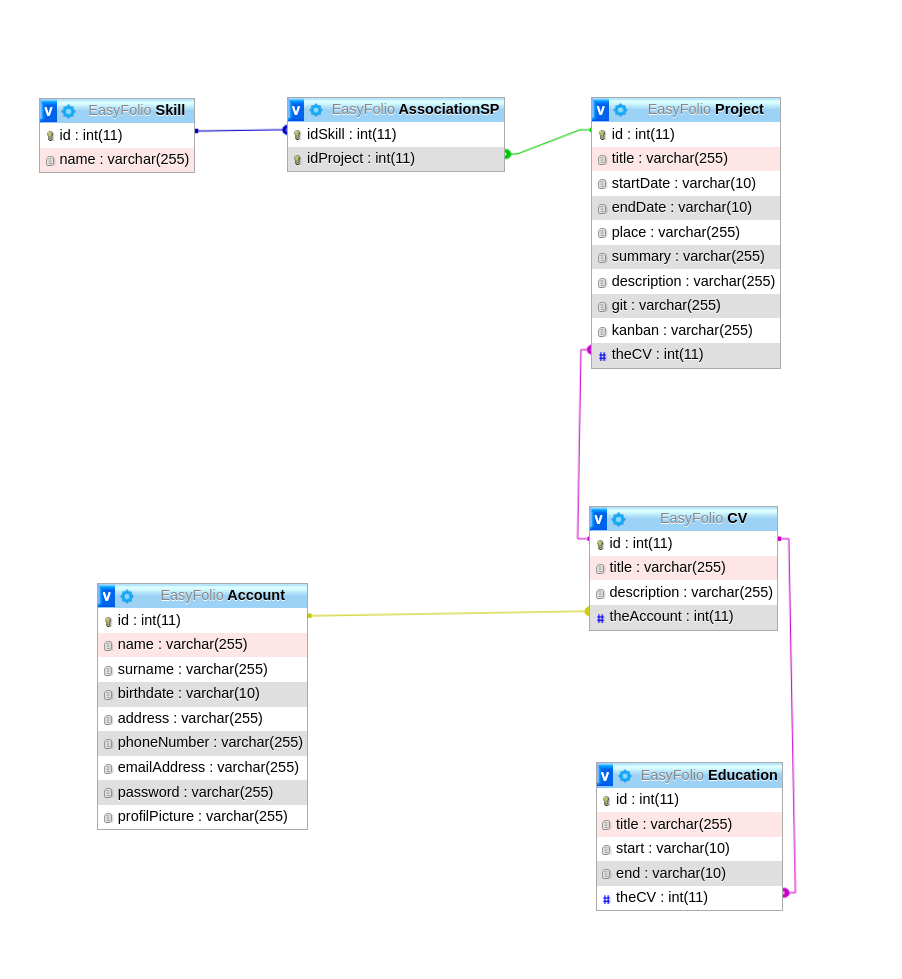 v EasyFolio Skill
id : int(11)
name : varchar(255)
v EasyFolio AssociationSP
idSkill : int(11)
idProject : int(11)
v EasyFolio Project
id : int(11)
title : varchar(255)
startDate : varchar(10)
endDate : varchar(10)
place : varchar(255)
summary : varchar(255)
description : varchar(255)
git : varchar(255)
kanban : varchar(255)
# theCV : int(11)
v EasyFolio CV
id : int(11)
title : varchar(255)
description : varchar(255)
# theAccount : int(11)
v EasyFolio Account
id : int(11)
name : varchar(255)
surname : varchar(255)
birthdate : varchar(10)
address : varchar(255)
phoneNumber : varchar(255)
emailAddress : varchar(255)
password : varchar(255)
profilPicture : varchar(255)
v EasyFolio Education
id : int(11)
title : varchar(255)
start : varchar(10)
end : varchar(10)
# theCV : int(11)